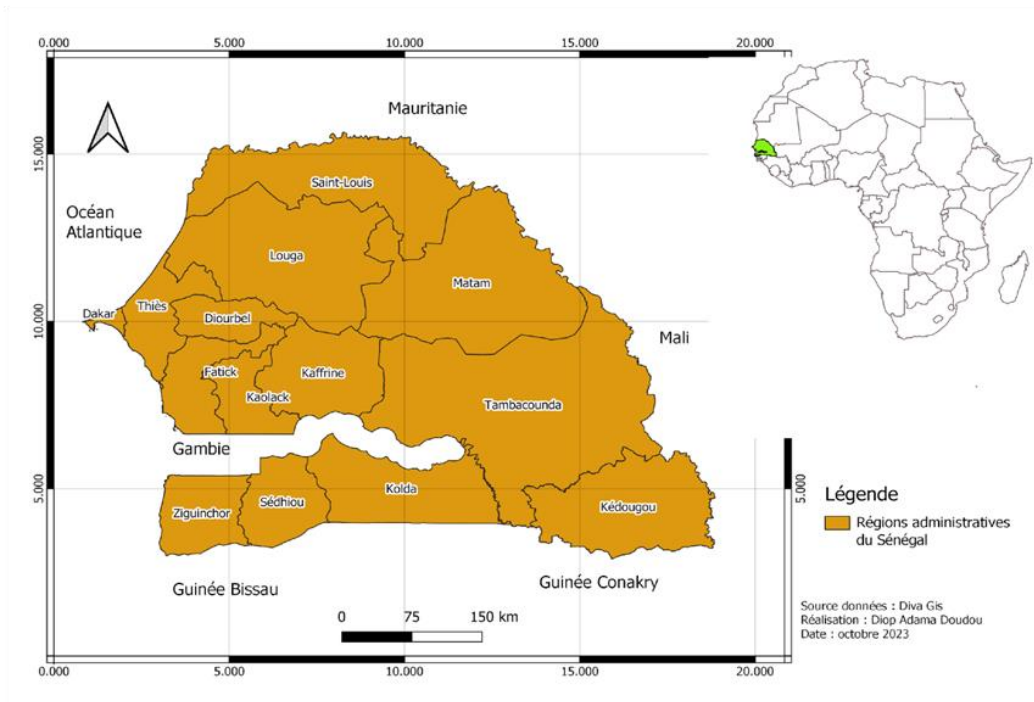 0.000 5.000 10.000 15.000 20.000
Mauritanie
15.000
Saint-Louis
Océan
Atlantique
Louga
Matam
Thiès
Dakar
Diourbel
10.000
Mali
Fatick
Kaffrine
Kaolack
Tambacounda
Gambie
5.000
5.000
Kolda
Sédhiou
Ziguinchor
Kédougou
Légende
Régions administratives
du Sénégal
Guinée Bissau
Guinée Conakry
0 75 150 km
Source données : Diva Gis
Réalisation : Diop Adama Doudou
Date : octobre 2023
0.000 5.000 10.000 15.000 20.000